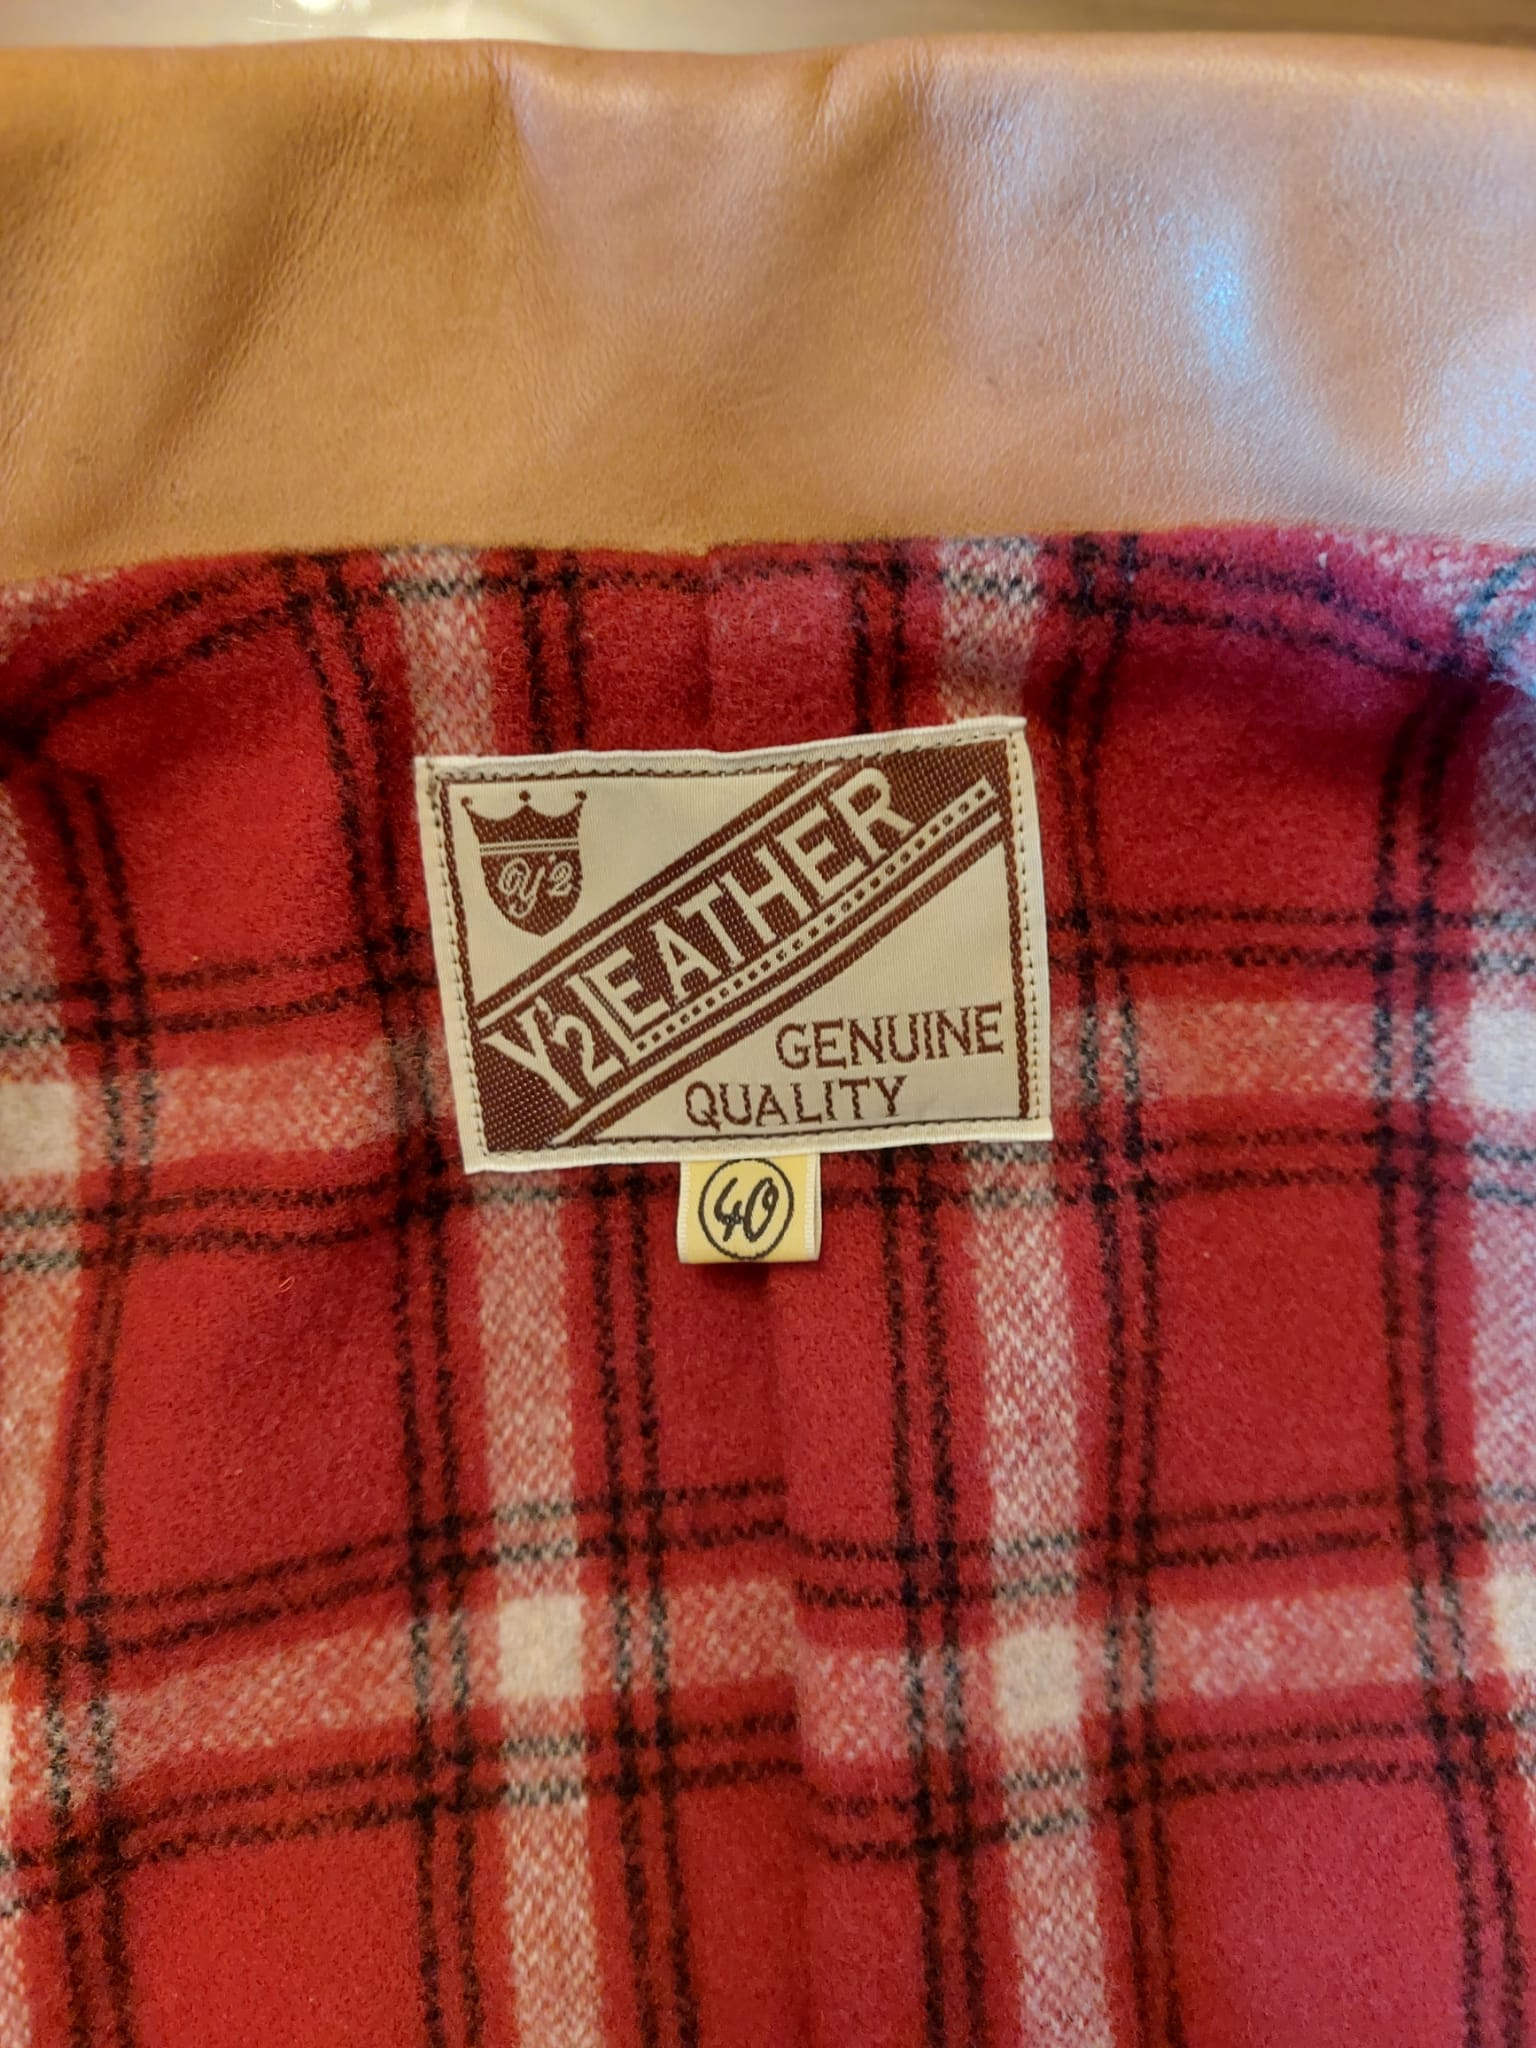 Y'2
Y'2 LEATHER
GENUINE
QUALITY
40